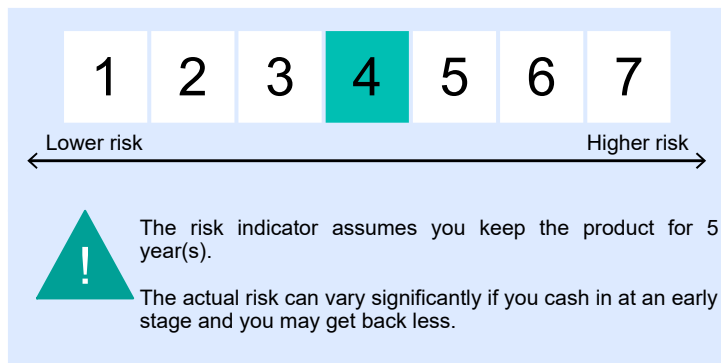 1 2 3 4 5 6 7
Lower risk Higher risk
!
The risk indicator assumes you keep the product for 5
year(s).
The actual risk can vary significantly if you cash in at an early
stage and you may get back less.